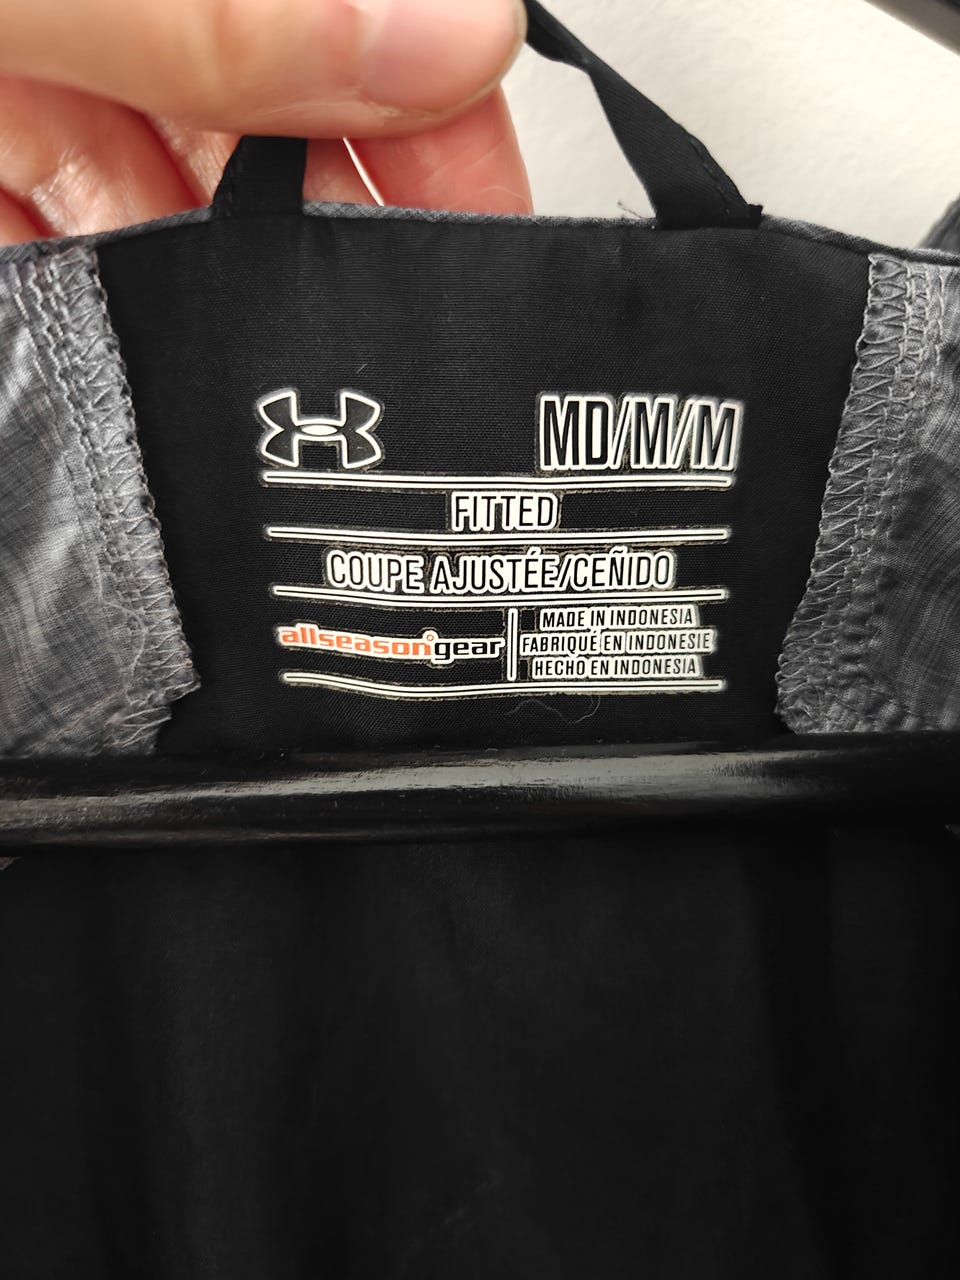 MD/M/M
FITTED
COUPE AJUSTÉE/CEÑIDO
allseasongear
MADE IN INDONESIA
FABRIQUÉ EN INDONESIE
HECHO EN INDONESIA